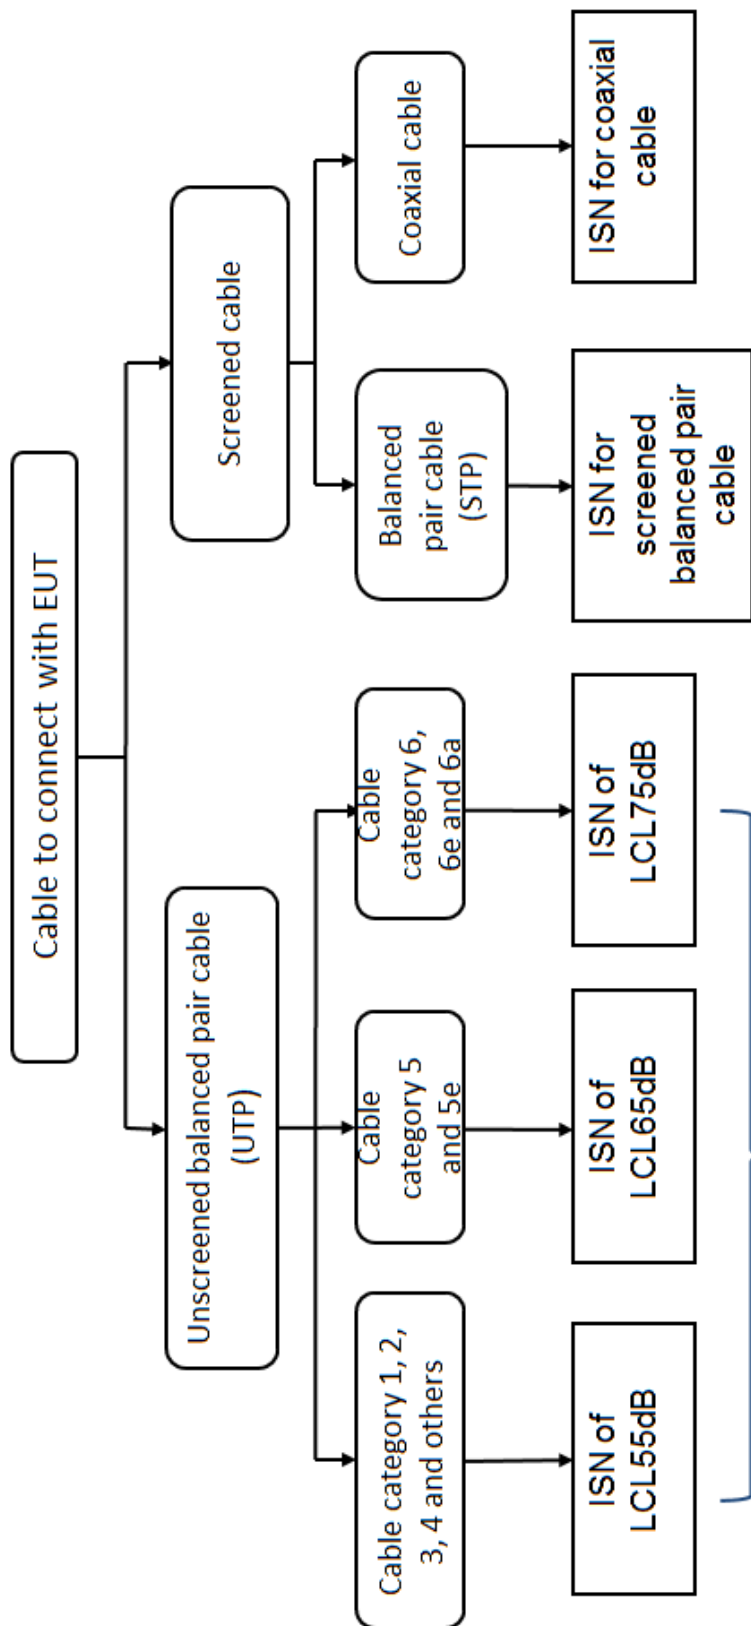 Cable to connect with EUT
Unscreened balanced pair cable
(UTP)
Screened cable
Cable category 1, 2,
3, 4 and others
Cable
category 5
and 5e
Cable
category 6,
6e and 6a
Balanced
pair cable
(STP)
Coaxial cable
ISN of
LCL55dB
ISN of
LCL65dB
ISN of
LCL75dB
ISN for
screened
balanced pair
cable
ISN for coaxial
cable